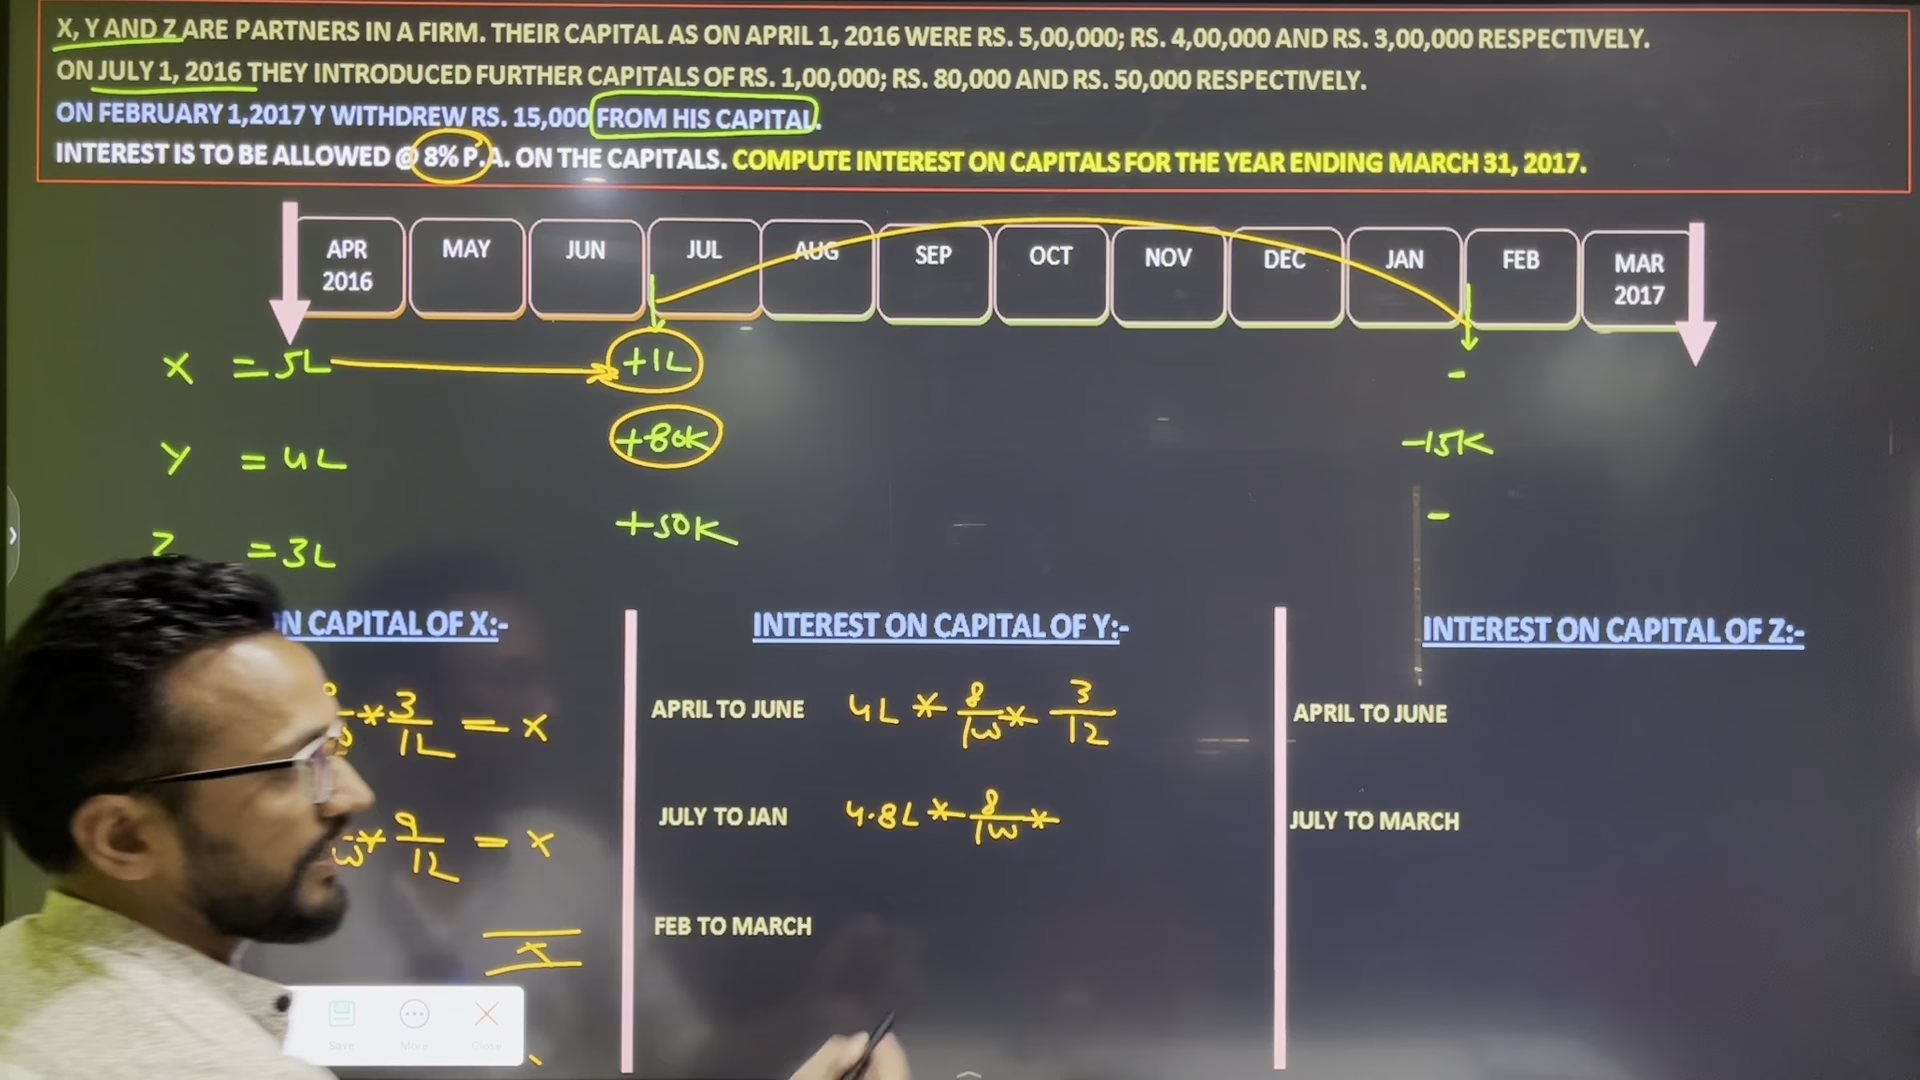 X, Y AND Z ARE PARTNERS IN A FIRM. THEIR CAPITAL AS ON APRIL 1, 2016 WERE RS. 5,00,000; RS. 4,00,000 AND RS. 3,00,000 RESPECTIVELY.
ON JULY 1, 2016 THEY INTRODUCED FURTHER CAPITALS OF RS. 1,00,000; RS. 80,000 AND RS. 50,000 RESPECTIVELY.
ON FEBRUARY 1,2017 Y WITHDREW RS. 15,000 FROM HIS CAPITAL.
INTEREST IS TO BE ALLOWED @ 8% P.A. ON THE CAPITALS. COMPUTE INTEREST ON CAPITALS FOR THE YEAR ENDING MARCH 31, 2017.
APR 2016 MAY JUN JUL AUG SEP OCT NOV DEC JAN FEB MAR 2017
X = 5L +1L -
Y = 4L +80K -15K
Z = 3L +50K -
N CAPITAL OF X:-
* 3/12 = x
* 9/12 = x
x
INTEREST ON CAPITAL OF Y:-
APRIL TO JUNE 4L * 8/100 * 3/12
JULY TO JAN 4.8L * 8/100 *
FEB TO MARCH
INTEREST ON CAPITAL OF Z:-
APRIL TO JUNE
JULY TO MARCH
Save More Close